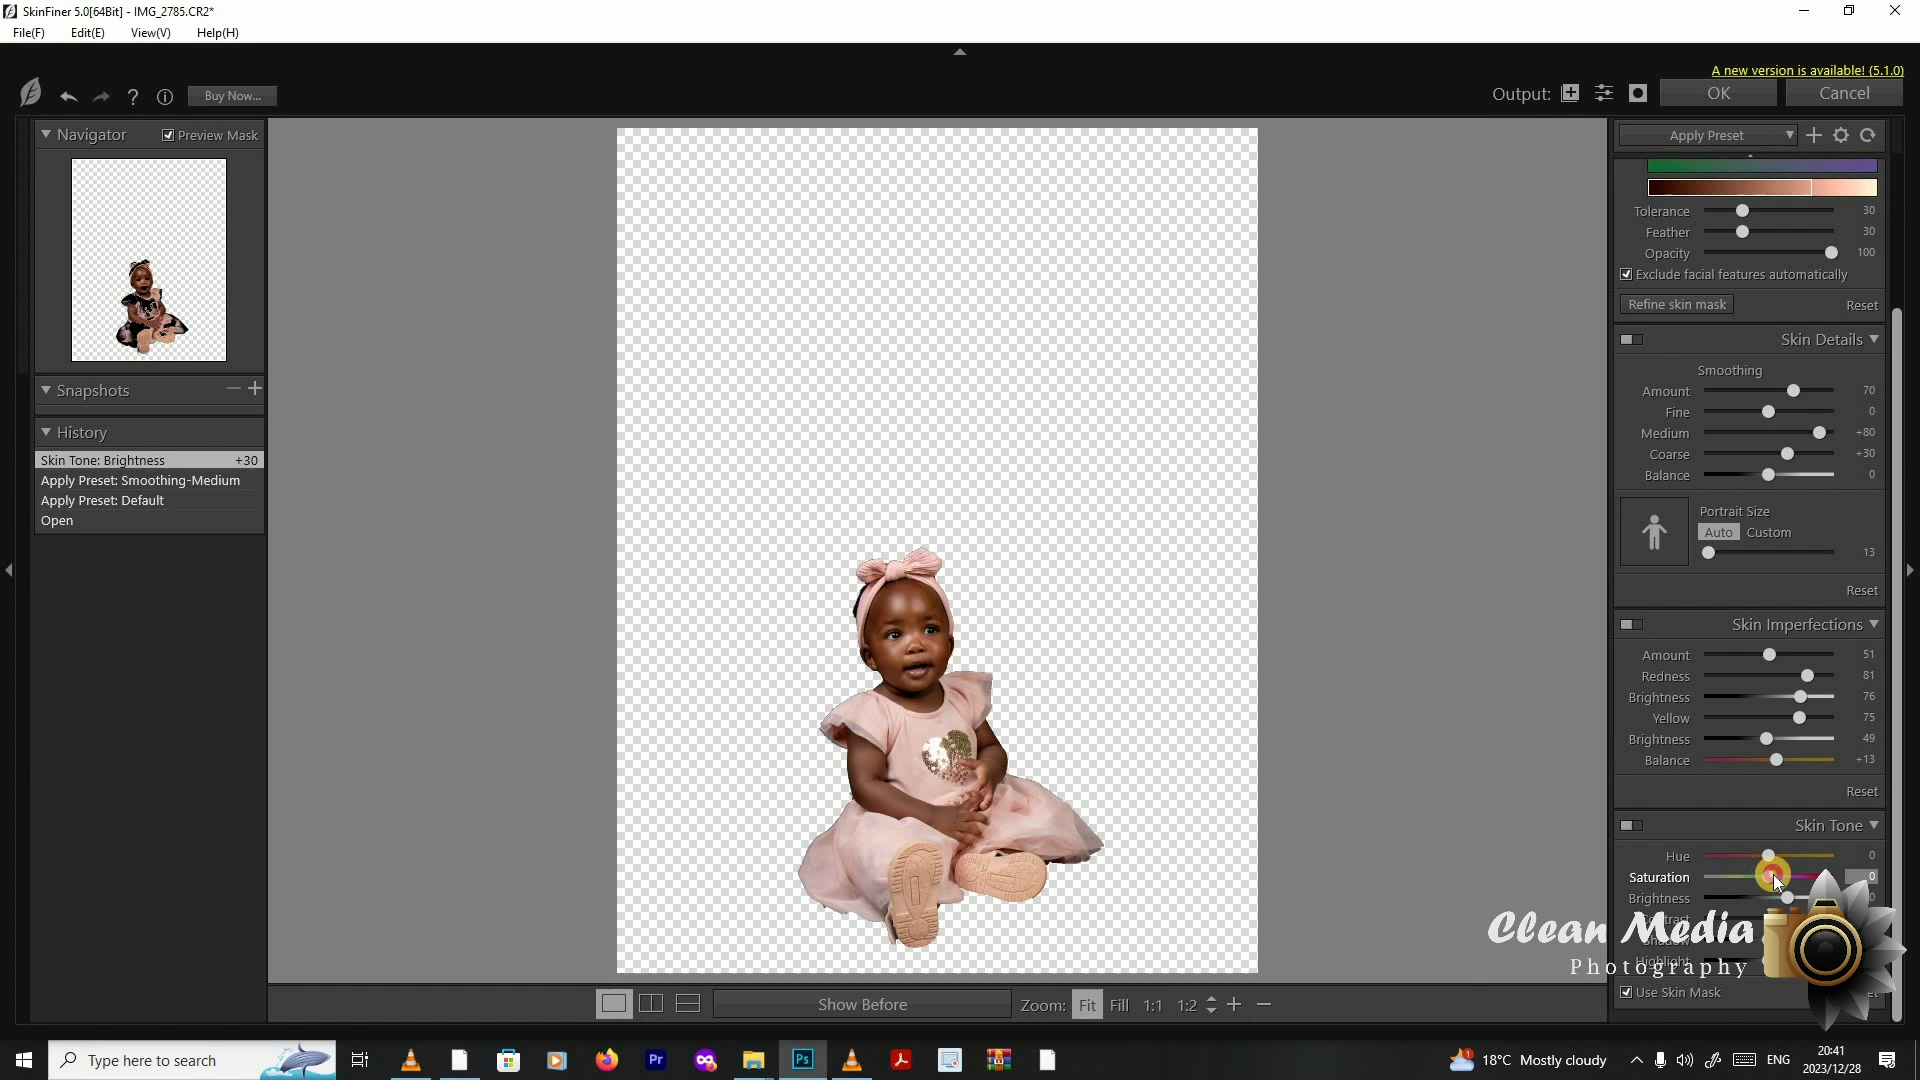 SkinFiner 5.0[64Bit] - IMG_2785.CR2*
File(F) Edit(E) View(V) Help(H)
A new version is available! (5.1.0)
Buy Now...
Output: OK Cancel
Navigator Preview Mask
Apply Preset
Tolerance 30
Feather 30
Opacity 100
Exclude facial features automatically
Refine skin mask Reset
Skin Details
Smoothing
Amount 70
Fine 0
Medium +80
Coarse +30
Balance 0
Portrait Size
Auto Custom
13
Reset
Skin Imperfections
Amount 51
Redness 81
Brightness 76
Yellow 75
Brightness 49
Balance +13
Reset
Skin Tone
Hue 0
Saturation 0
Brightness
Contrast
Shadow
Highlight
Use Skin Mask
Snapshots
History
Skin Tone: Brightness +30
Apply Preset: Smoothing-Medium
Apply Preset: Default
Open
Clean Media
Photography
Show Before Zoom: Fit Fill 1:1 1:2
Type here to search
Pr
Ps
18°C Mostly cloudy
ENG
20:41
2023/12/28